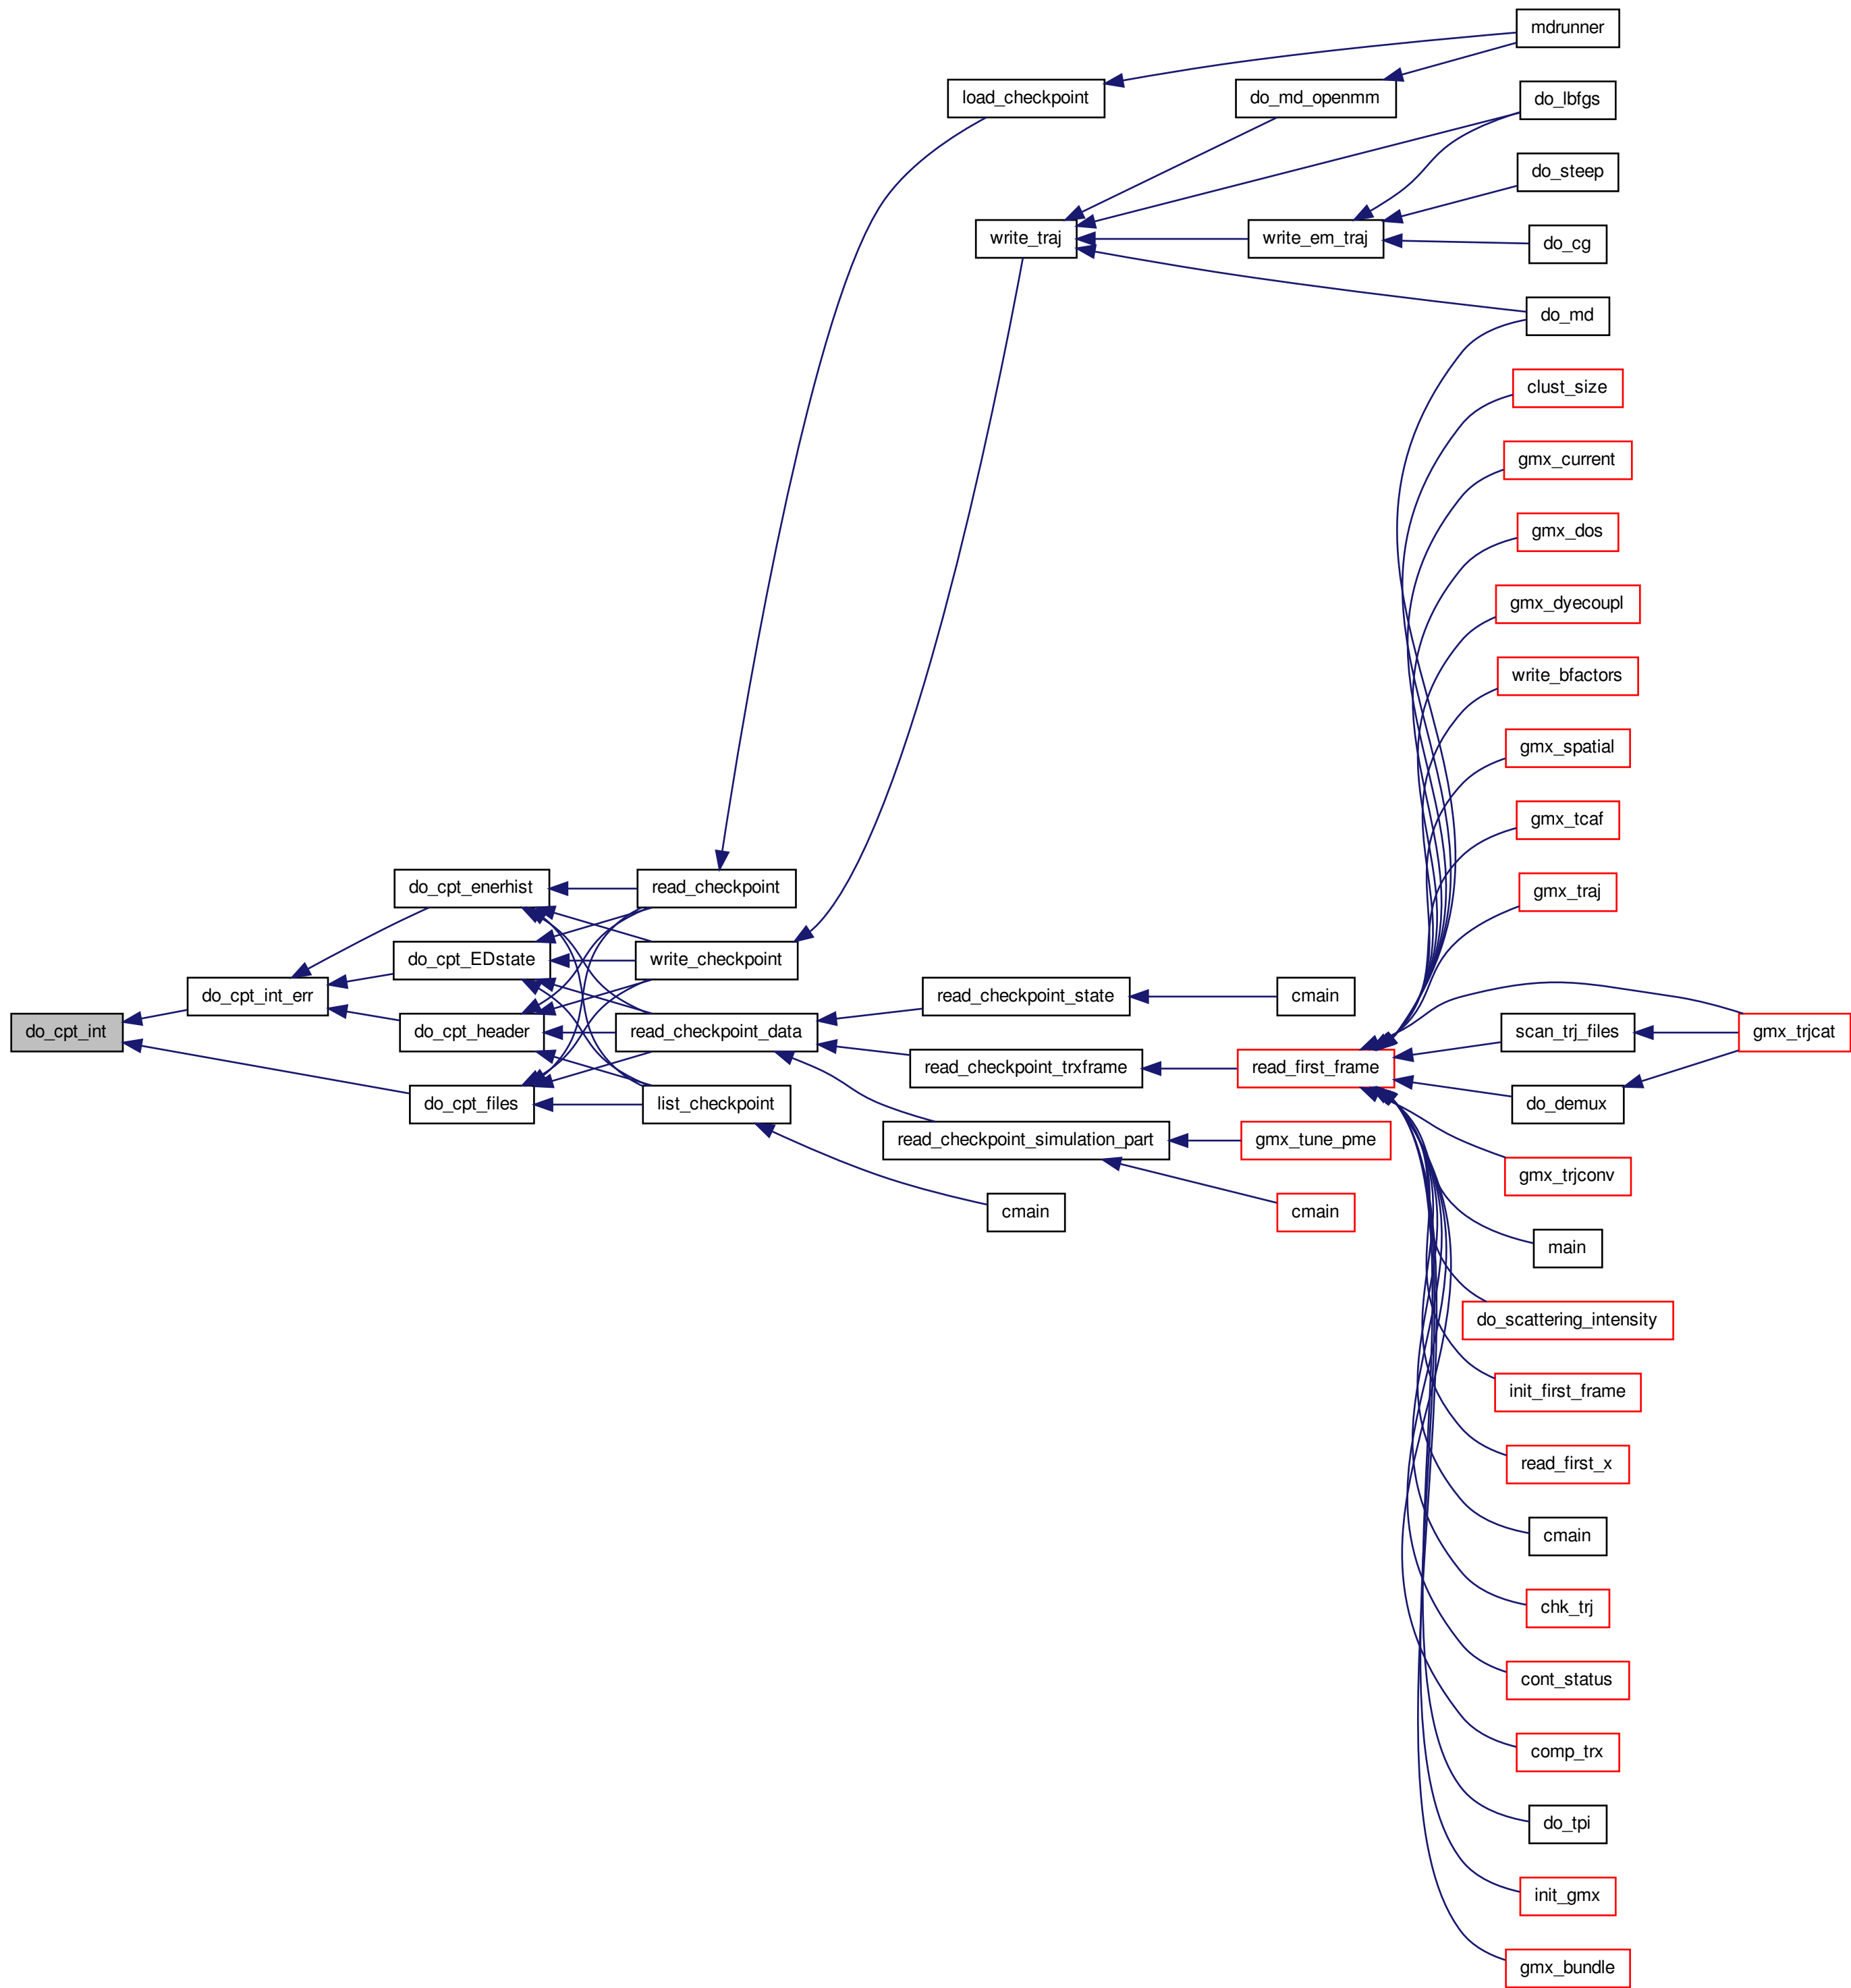 mdrunner
load_checkpoint
do_md_openmm
do_lbfgs
do_steep
write_traj
write_em_traj
do_cg
do_md
clust_size
gmx_current
gmx_dos
gmx_dyecoupl
write_bfactors
gmx_spatial
gmx_tcaf
do_cpt_enerhist
read_checkpoint
gmx_traj
do_cpt_EDstate
write_checkpoint
do_cpt_int_err
read_checkpoint_state
cmain
do_cpt_int
do_cpt_header
read_checkpoint_data
scan_trj_files
gmx_trjcat
read_checkpoint_trxframe
read_first_frame
do_cpt_files
list_checkpoint
do_demux
read_checkpoint_simulation_part
gmx_tune_pme
gmx_trjconv
cmain
cmain
main
do_scattering_intensity
init_first_frame
read_first_x
cmain
chk_trj
cont_status
comp_trx
do_tpi
init_gmx
gmx_bundle